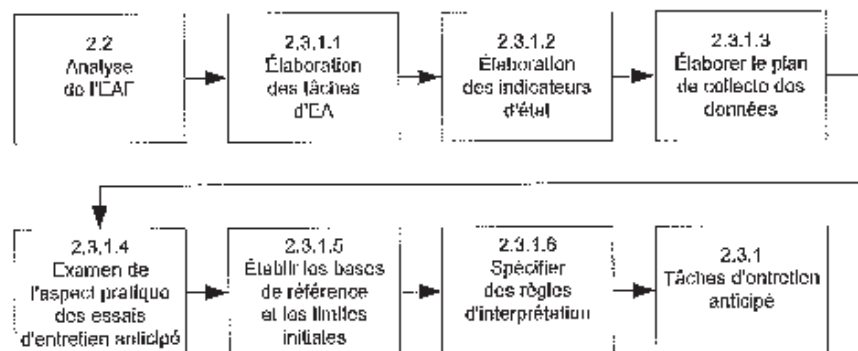 2.2
Analyse
de l'EAF
2.3.1.1
Élaboration
des tâches
d'EA
2.3.1.2
Élaboration
des indicateurs
d'état
2.3.1.3
Élaborer le plan
de collecte des
données
2.3.1.4
Examen de
l'aspect pratique
des essais
d'entretien anticipé
2.3.1.5
Établir les bases
de référence
et les limites
initiales
2.3.1.6
Spécifier
des règles
d'interprétation
2.3.1
Tâches d'entretien
anticipé